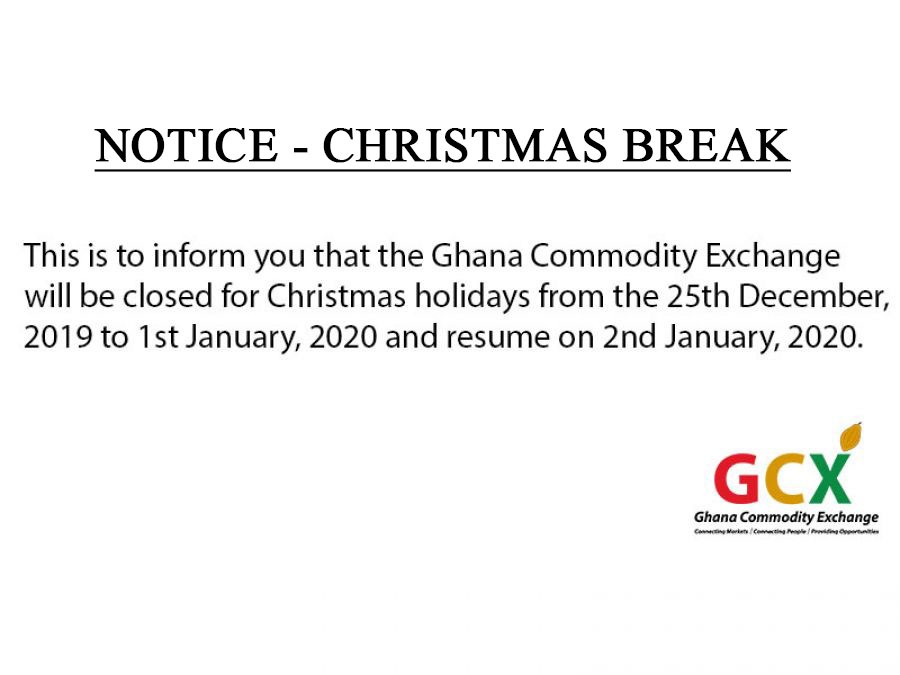 NOTICE - CHRISTMAS BREAK
This is to inform you that the Ghana Commodity Exchange
will be closed for Christmas holidays from the 25th December,
2019 to 1st January, 2020 and resume on 2nd January, 2020.
GCX
Ghana Commodity Exchange
Connecting Markets / Connecting People / Providing Opportunities